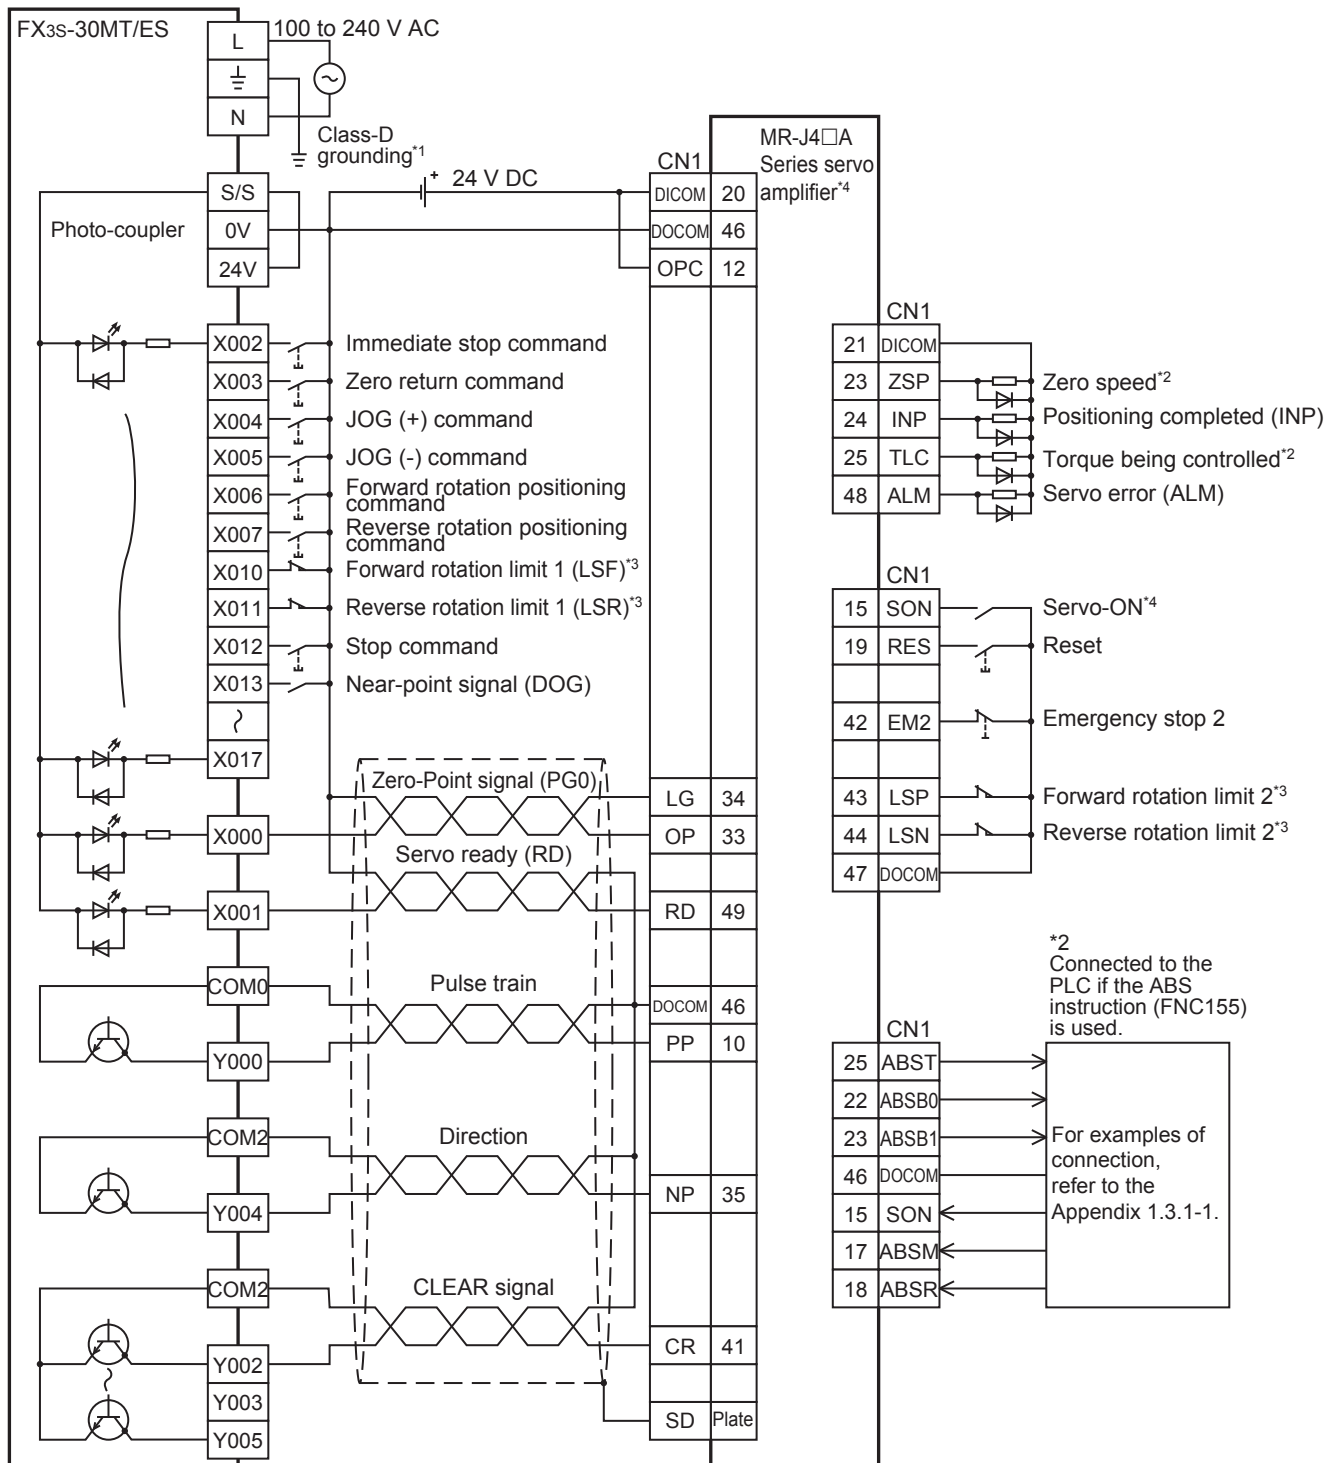 FX3S-30MT/ES
L
100 to 240 V AC
N
Class-D
grounding*1
S/S
Photo-coupler
0V
24V
+ 24 V DC
X002
Immediate stop command
X003
Zero return command
X004
JOG (+) command
X005
JOG (-) command
X006
Forward rotation positioning
command
X007
Reverse rotation positioning
command
X010
Forward rotation limit 1 (LSF)*3
X011
Reverse rotation limit 1 (LSR)*3
X012
Stop command
X013
Near-point signal (DOG)
X017
Zero-Point signal (PG0)
X000
Servo ready (RD)
X001
COM0
Pulse train
Y000
COM2
Direction
Y004
COM2
CLEAR signal
Y002
Y003
Y005
MR-J4□A
Series servo
amplifier*4
CN1
DICOM 20
DOCOM 46
OPC 12
LG 34
OP 33
RD 49
DOCOM 46
PP 10
NP 35
CR 41
SD Plate
CN1
21 DICOM
23 ZSP Zero speed*2
24 INP Positioning completed (INP)
25 TLC Torque being controlled*2
48 ALM Servo error (ALM)
CN1
15 SON Servo-ON*4
19 RES Reset
42 EM2 Emergency stop 2
43 LSP Forward rotation limit 2*3
44 LSN Reverse rotation limit 2*3
47 DOCOM
*2
Connected to the
PLC if the ABS
instruction (FNC155)
is used.
CN1
25 ABST
22 ABSB0
23 ABSB1
46 DOCOM
15 SON
17 ABSM
18 ABSR
For examples of
connection,
refer to the
Appendix 1.3.1-1.